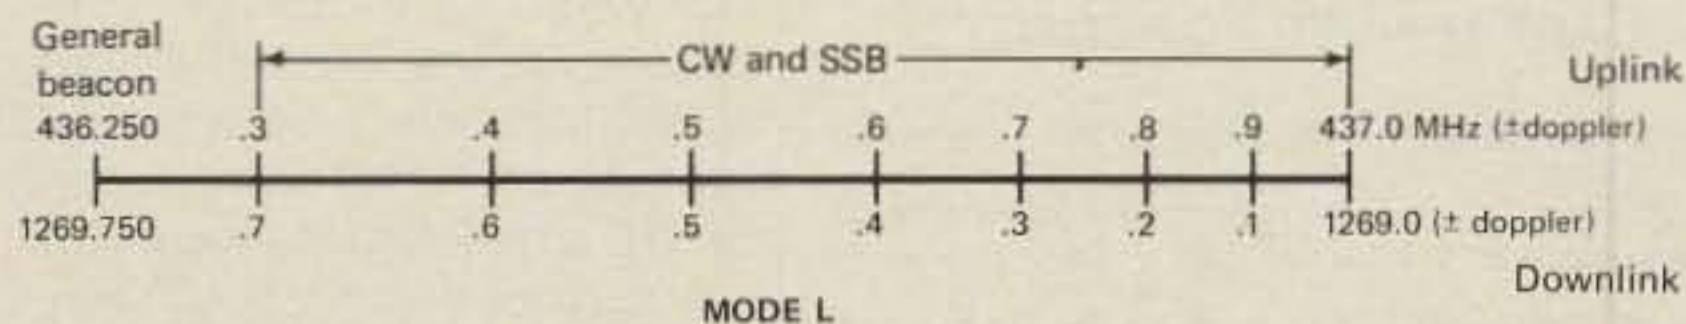 General
beacon
CW and SSB
Uplink
436.250 .3 .4 .5 .6 .7 .8 .9 437.0 MHz (±doppler)
1269.750 .7 .6 .5 .4 .3 .2 .1 1269.0 (± doppler)
Downlink
MODE L